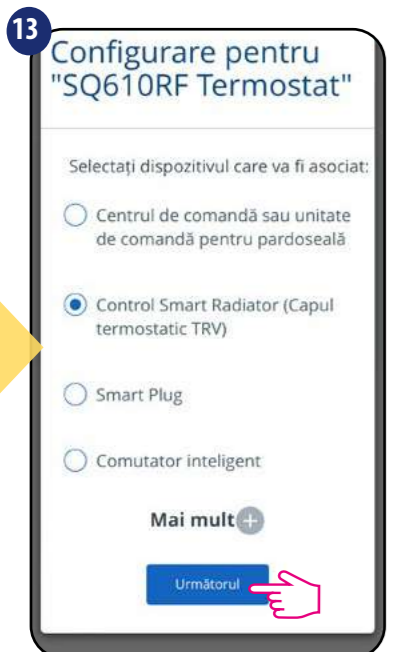 13
Configurare pentru
"SQ610RF Termostat"
Selectați dispozitivul care va fi asociat:
Centrul de comandă sau unitate
de comandă pentru pardoseală
Control Smart Radiator (Capul
termostatic TRV)
Smart Plug
Comutator inteligent
Mai mult
Următorul